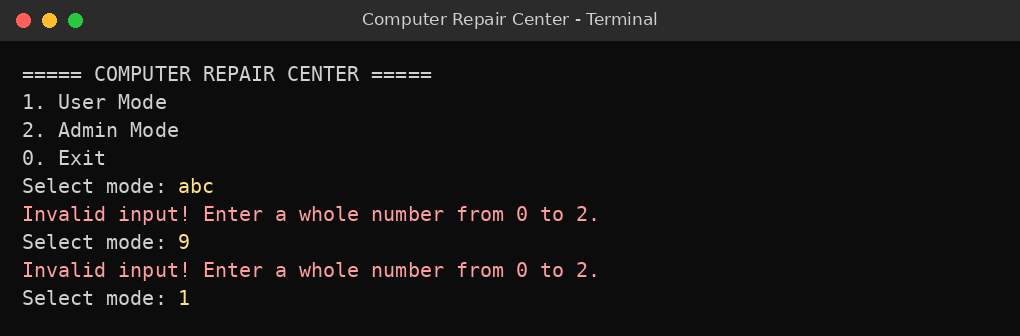 Computer Repair Center - Terminal
===== COMPUTER REPAIR CENTER =====
1. User Mode
2. Admin Mode
0. Exit
Select mode: abc
Invalid input! Enter a whole number from 0 to 2.
Select mode: 9
Invalid input! Enter a whole number from 0 to 2.
Select mode: 1